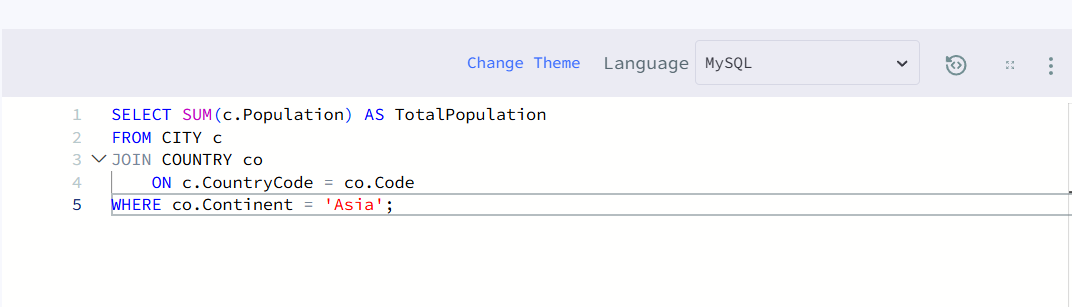 Change Theme Language MySQL
1 SELECT SUM(c.Population) AS TotalPopulation
2 FROM CITY c
3 JOIN COUNTRY co
4     ON c.CountryCode = co.Code
5 WHERE co.Continent = 'Asia';